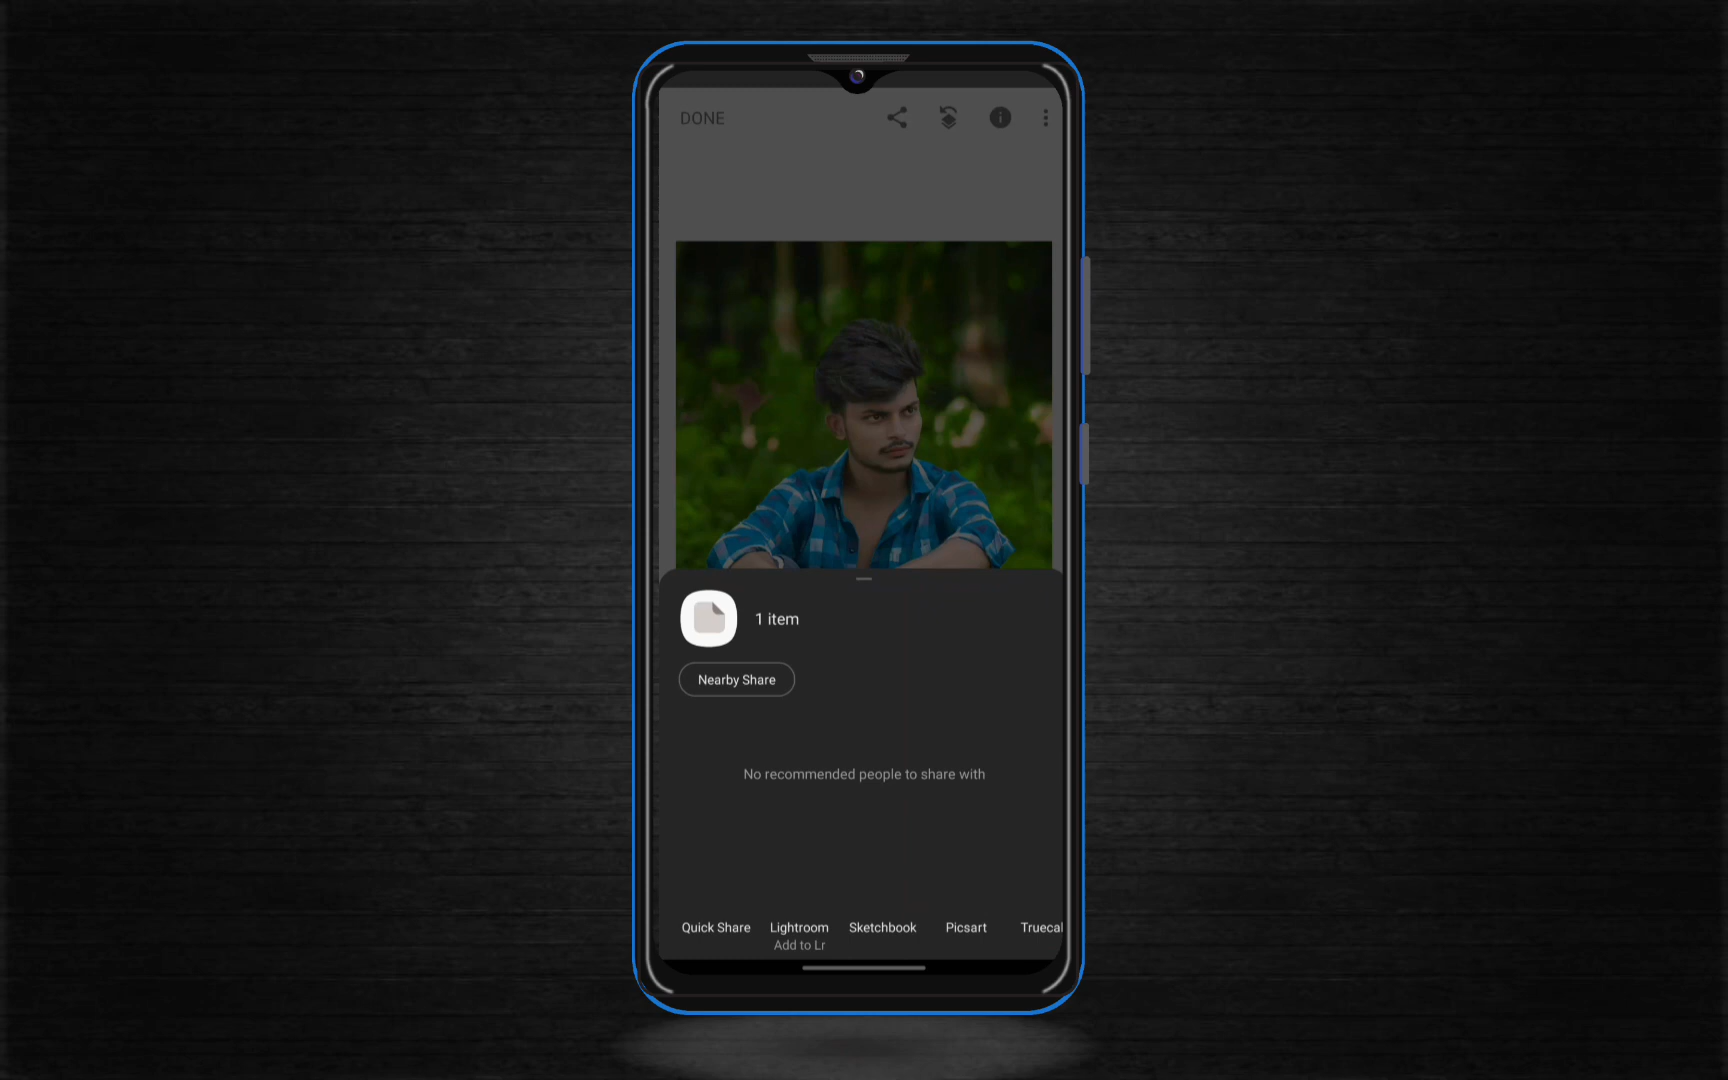 DONE
1 item
Nearby Share
No recommended people to share with
Quick Share Lightroom Sketchbook Picsart Truecal
Add to Lr